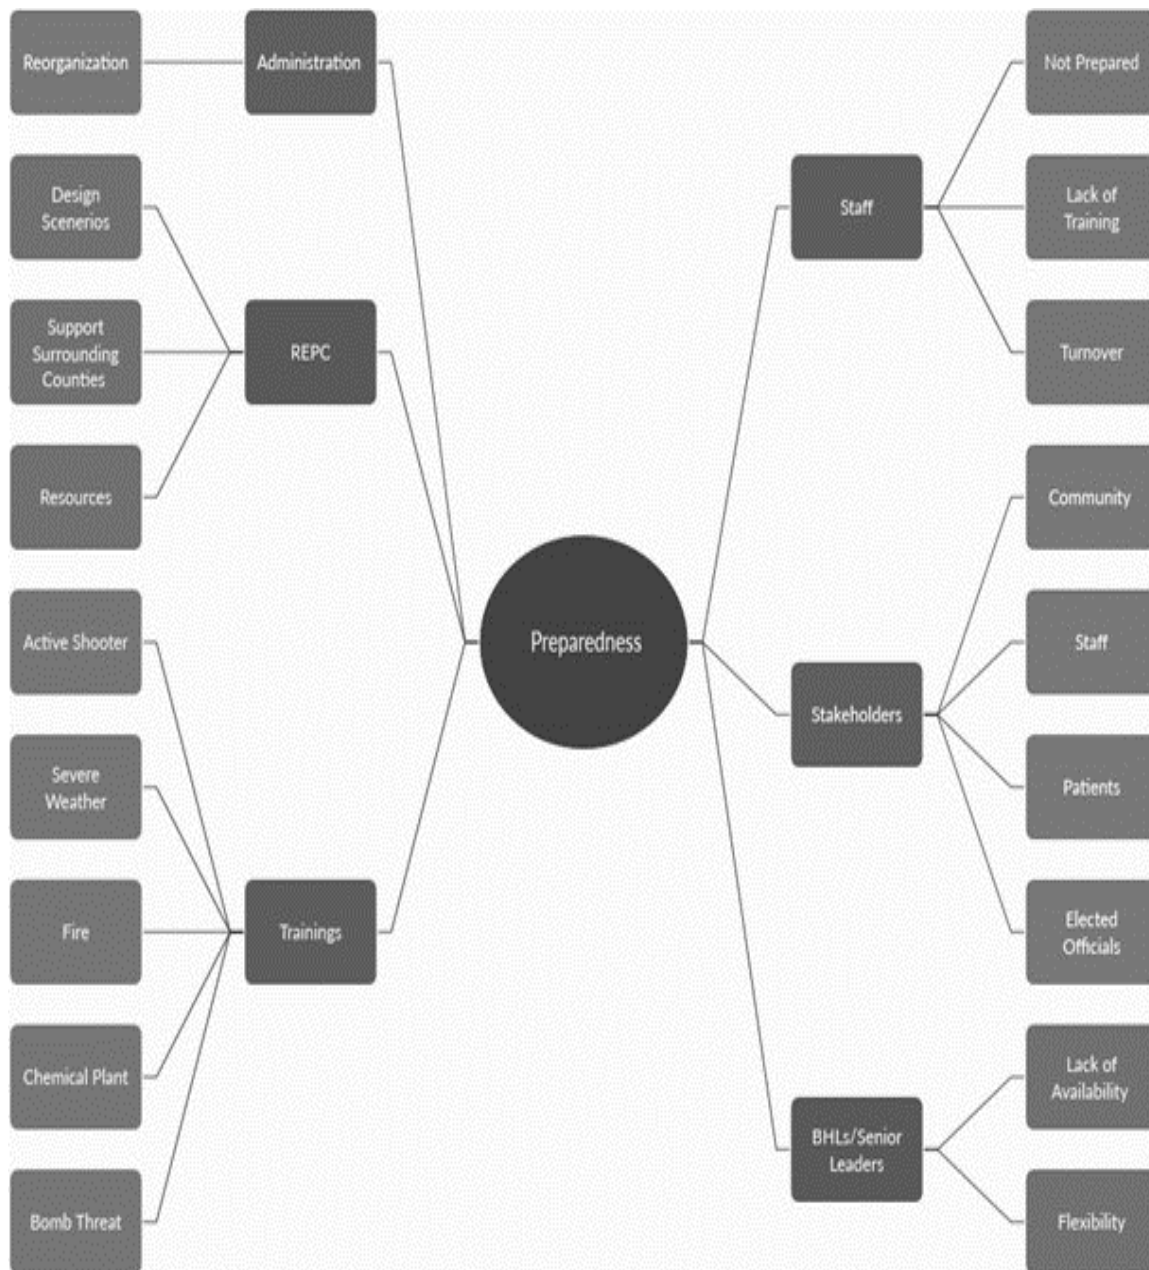 Reorganization
Administration
Design
Scenerios
Support
Surrounding
Counties
REPC
Resources
Active Shooter
Severe
Weather
Fire
Trainings
Chemical Plant
Bomb Threat
Preparedness
Staff
Not Prepared
Lack of
Training
Turnover
Stakeholders
Community
Staff
Patients
Elected
Officials
BHLs/Senior
Leaders
Lack of
Availability
Flexibility